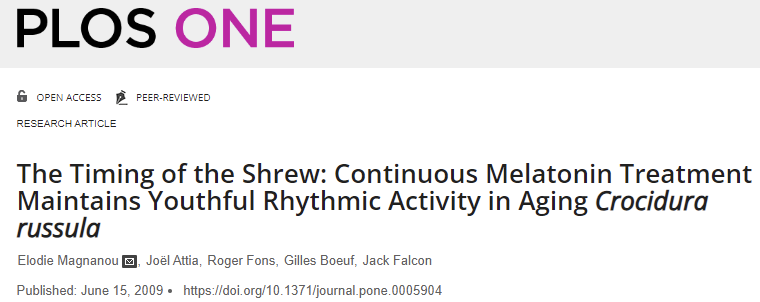 PLOS ONE
OPEN ACCESS PEER-REVIEWED
RESEARCH ARTICLE
The Timing of the Shrew: Continuous Melatonin Treatment
Maintains Youthful Rhythmic Activity in Aging Crocidura
russula
Elodie Magnanou , Joël Attia, Roger Fons, Gilles Boeuf, Jack Falcon
Published: June 15, 2009 • https://doi.org/10.1371/journal.pone.0005904